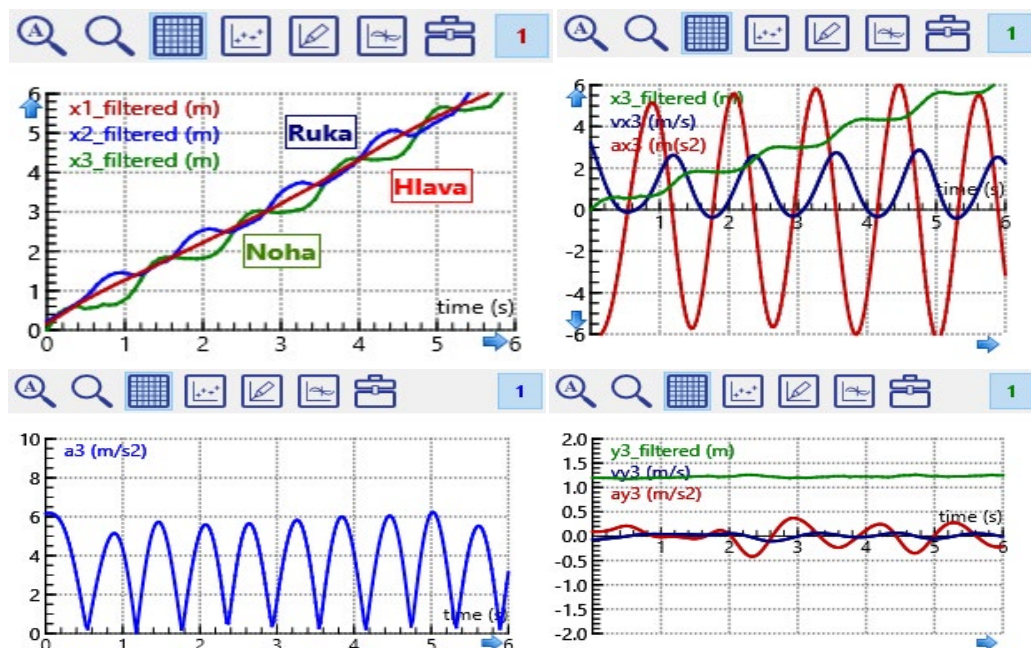 A
1
A
1
6
x1_filtered (m)
x2_filtered (m)
x3_filtered (m)
Ruka
Hlava
Noha
5
4
3
2
1
0
time (s)
0 1 2 3 4 5 6
6
x3_filtered (m)
vx3 (m/s)
ax3 (m(s2)
4
2
0
-2
-4
-6
time (s)
1 2 3 4 5 6
A
1
A
1
10
a3 (m/s2)
8
6
4
2
0
time (s)
0 1 2 3 4 5 6
2.0
y3_filtered (m)
1.5
vy3 (m/s)
1.0
ay3 (m/s2)
0.5
time (s)
0.0
1 2 3 4 5 6
-0.5
-1.0
-1.5
-2.0